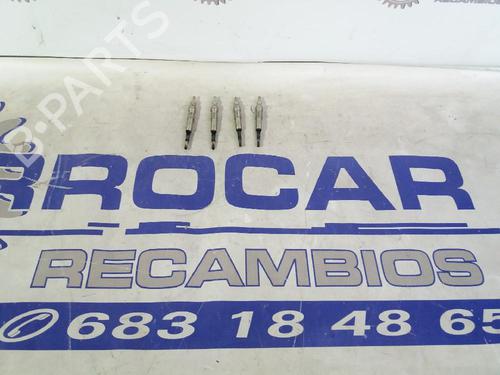 B-PARTS
RROCAR
RECAMBIOS
683 18 48 65